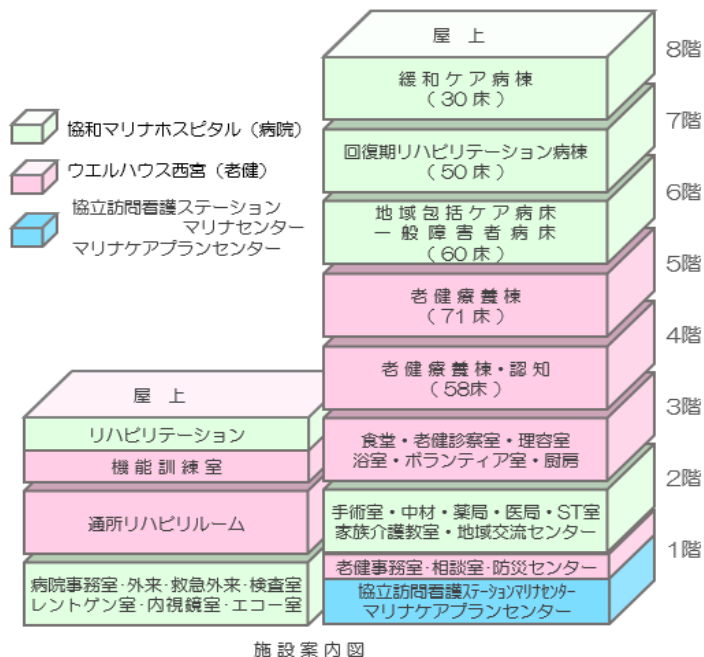 屋上
8階
緩和ケア病棟
(30床)
7階
協和マリナホスピタル(病院)
回復期リハビリテーション病棟
(50床)
6階
ウエルハウス西宮(老健)
協立訪問看護ステーション
マリナセンター
マリナケアプランセンター
地域包括ケア病床
一般障害者病床
(60床)
5階
老健療養棟
(71床)
4階
老健療養棟・認知
(58床)
3階
屋上
リハビリテーション
機能訓練室
食堂・老健診察室・理容室
浴室・ボランティア室・厨房
2階
通所リハビリルーム
手術室・中材・薬局・医局・ST室
家族介護教室・地域交流センター
1階
病院事務室・外来・救急外来・検査室
レントゲン室・内視鏡室・エコー室
老健事務室・相談室・防災センター
協立訪問看護ステーションマリナセンター
マリナケアプランセンター
施設案内図